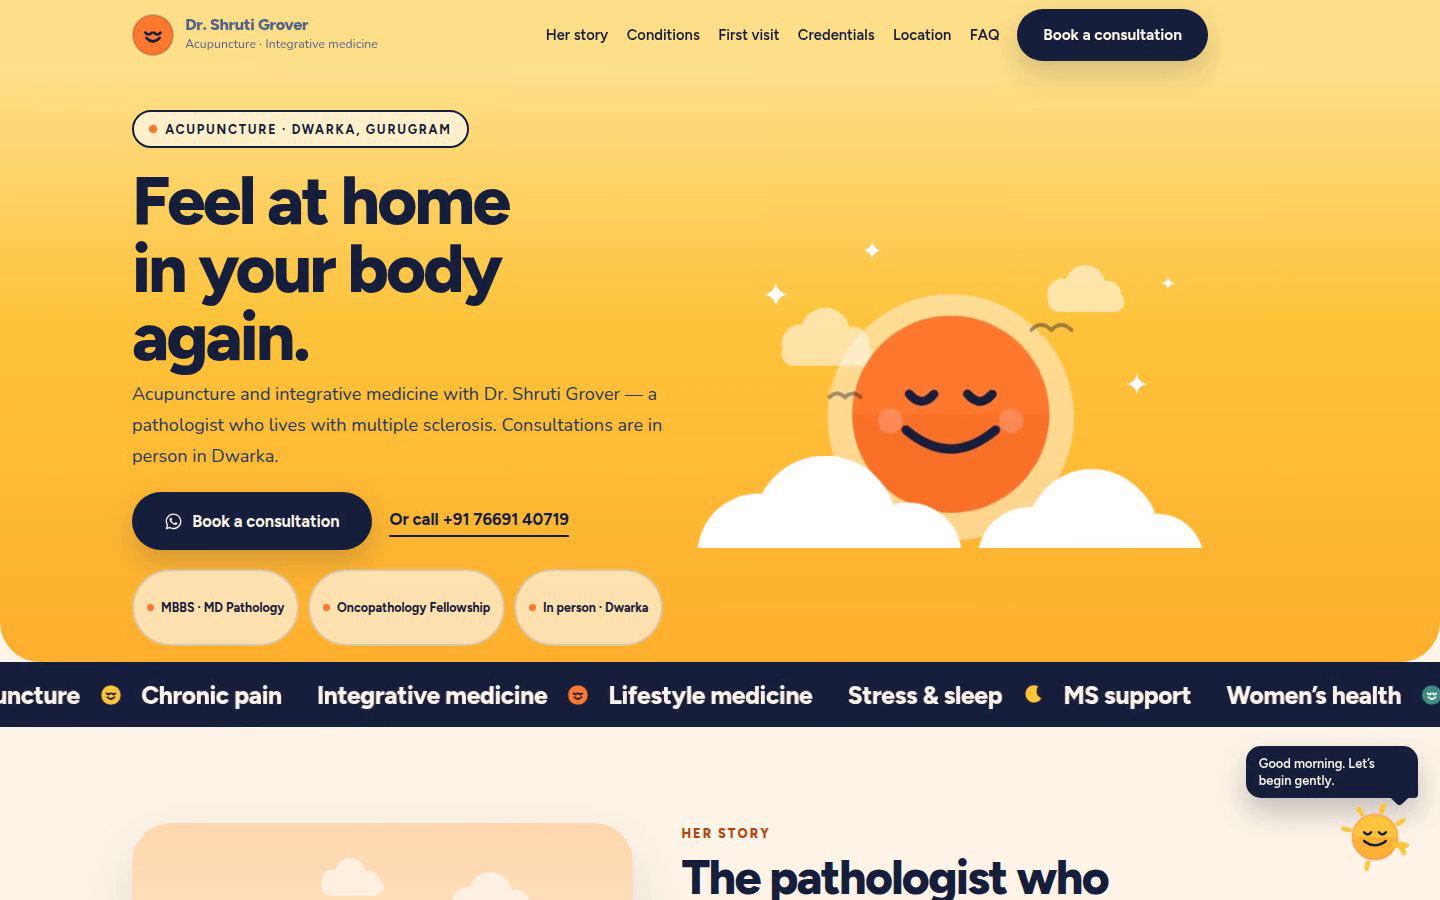 Dr. Shruti Grover
Acupuncture · Integrative medicine
Her story
Conditions
First visit
Credentials
Location
FAQ
Book a consultation
ACUPUNCTURE · DWARKA, GURUGRAM
Feel at home
in your body
again.
Acupuncture and integrative medicine with Dr. Shruti Grover — a
pathologist who lives with multiple sclerosis. Consultations are in
person in Dwarka.
Book a consultation
Or call +91 76691 40719
MBBS · MD Pathology
Oncopathology Fellowship
In person · Dwarka
uncture
Chronic pain
Integrative medicine
Lifestyle medicine
Stress & sleep
MS support
Women’s health
Good morning. Let’s
begin gently.
HER STORY
The pathologist who